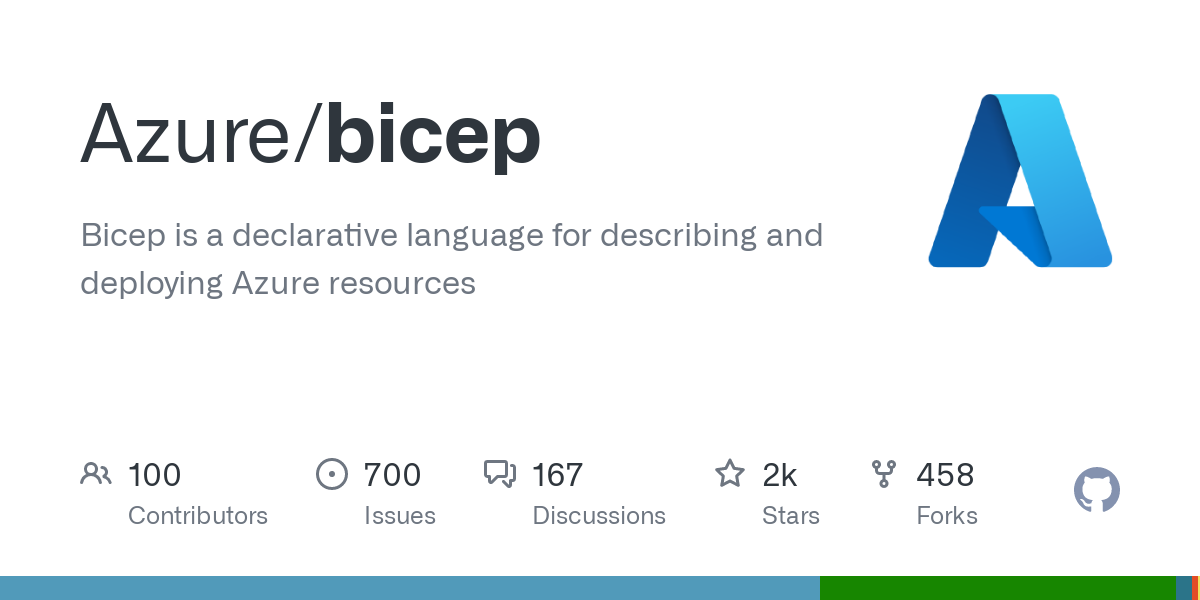 Azure/bicep
Bicep is a declarative language for describing and
deploying Azure resources
100
Contributors
700
Issues
167
Discussions
2k
Stars
458
Forks